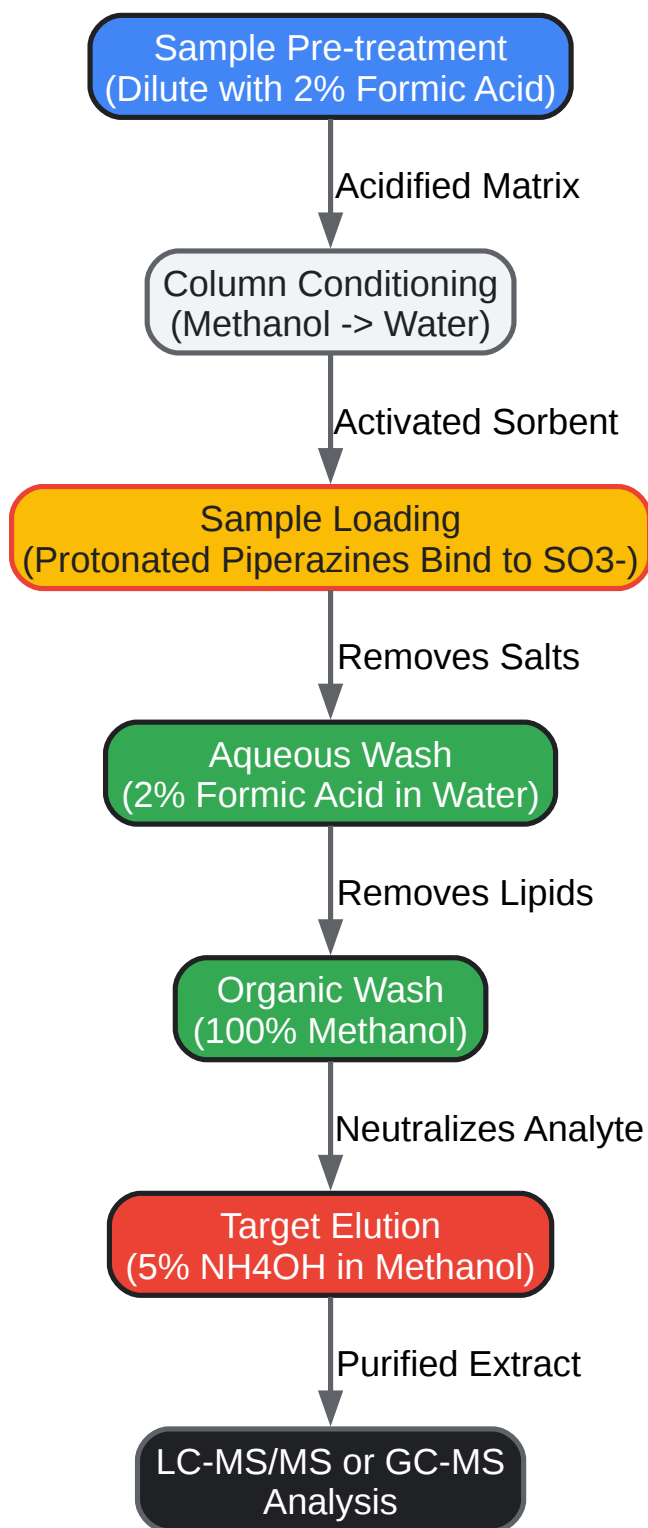 Sample Pre-treatment
(Dilute with 2% Formic Acid)
Acidified Matrix
Column Conditioning
(Methanol -> Water)
Activated Sorbent
Sample Loading
(Protonated Piperazines Bind to SO3-)
Removes Salts
Aqueous Wash
(2% Formic Acid in Water)
Removes Lipids
Organic Wash
(100% Methanol)
Neutralizes Analyte
Target Elution
(5% NH4OH in Methanol)
Purified Extract
LC-MS/MS or GC-MS
Analysis